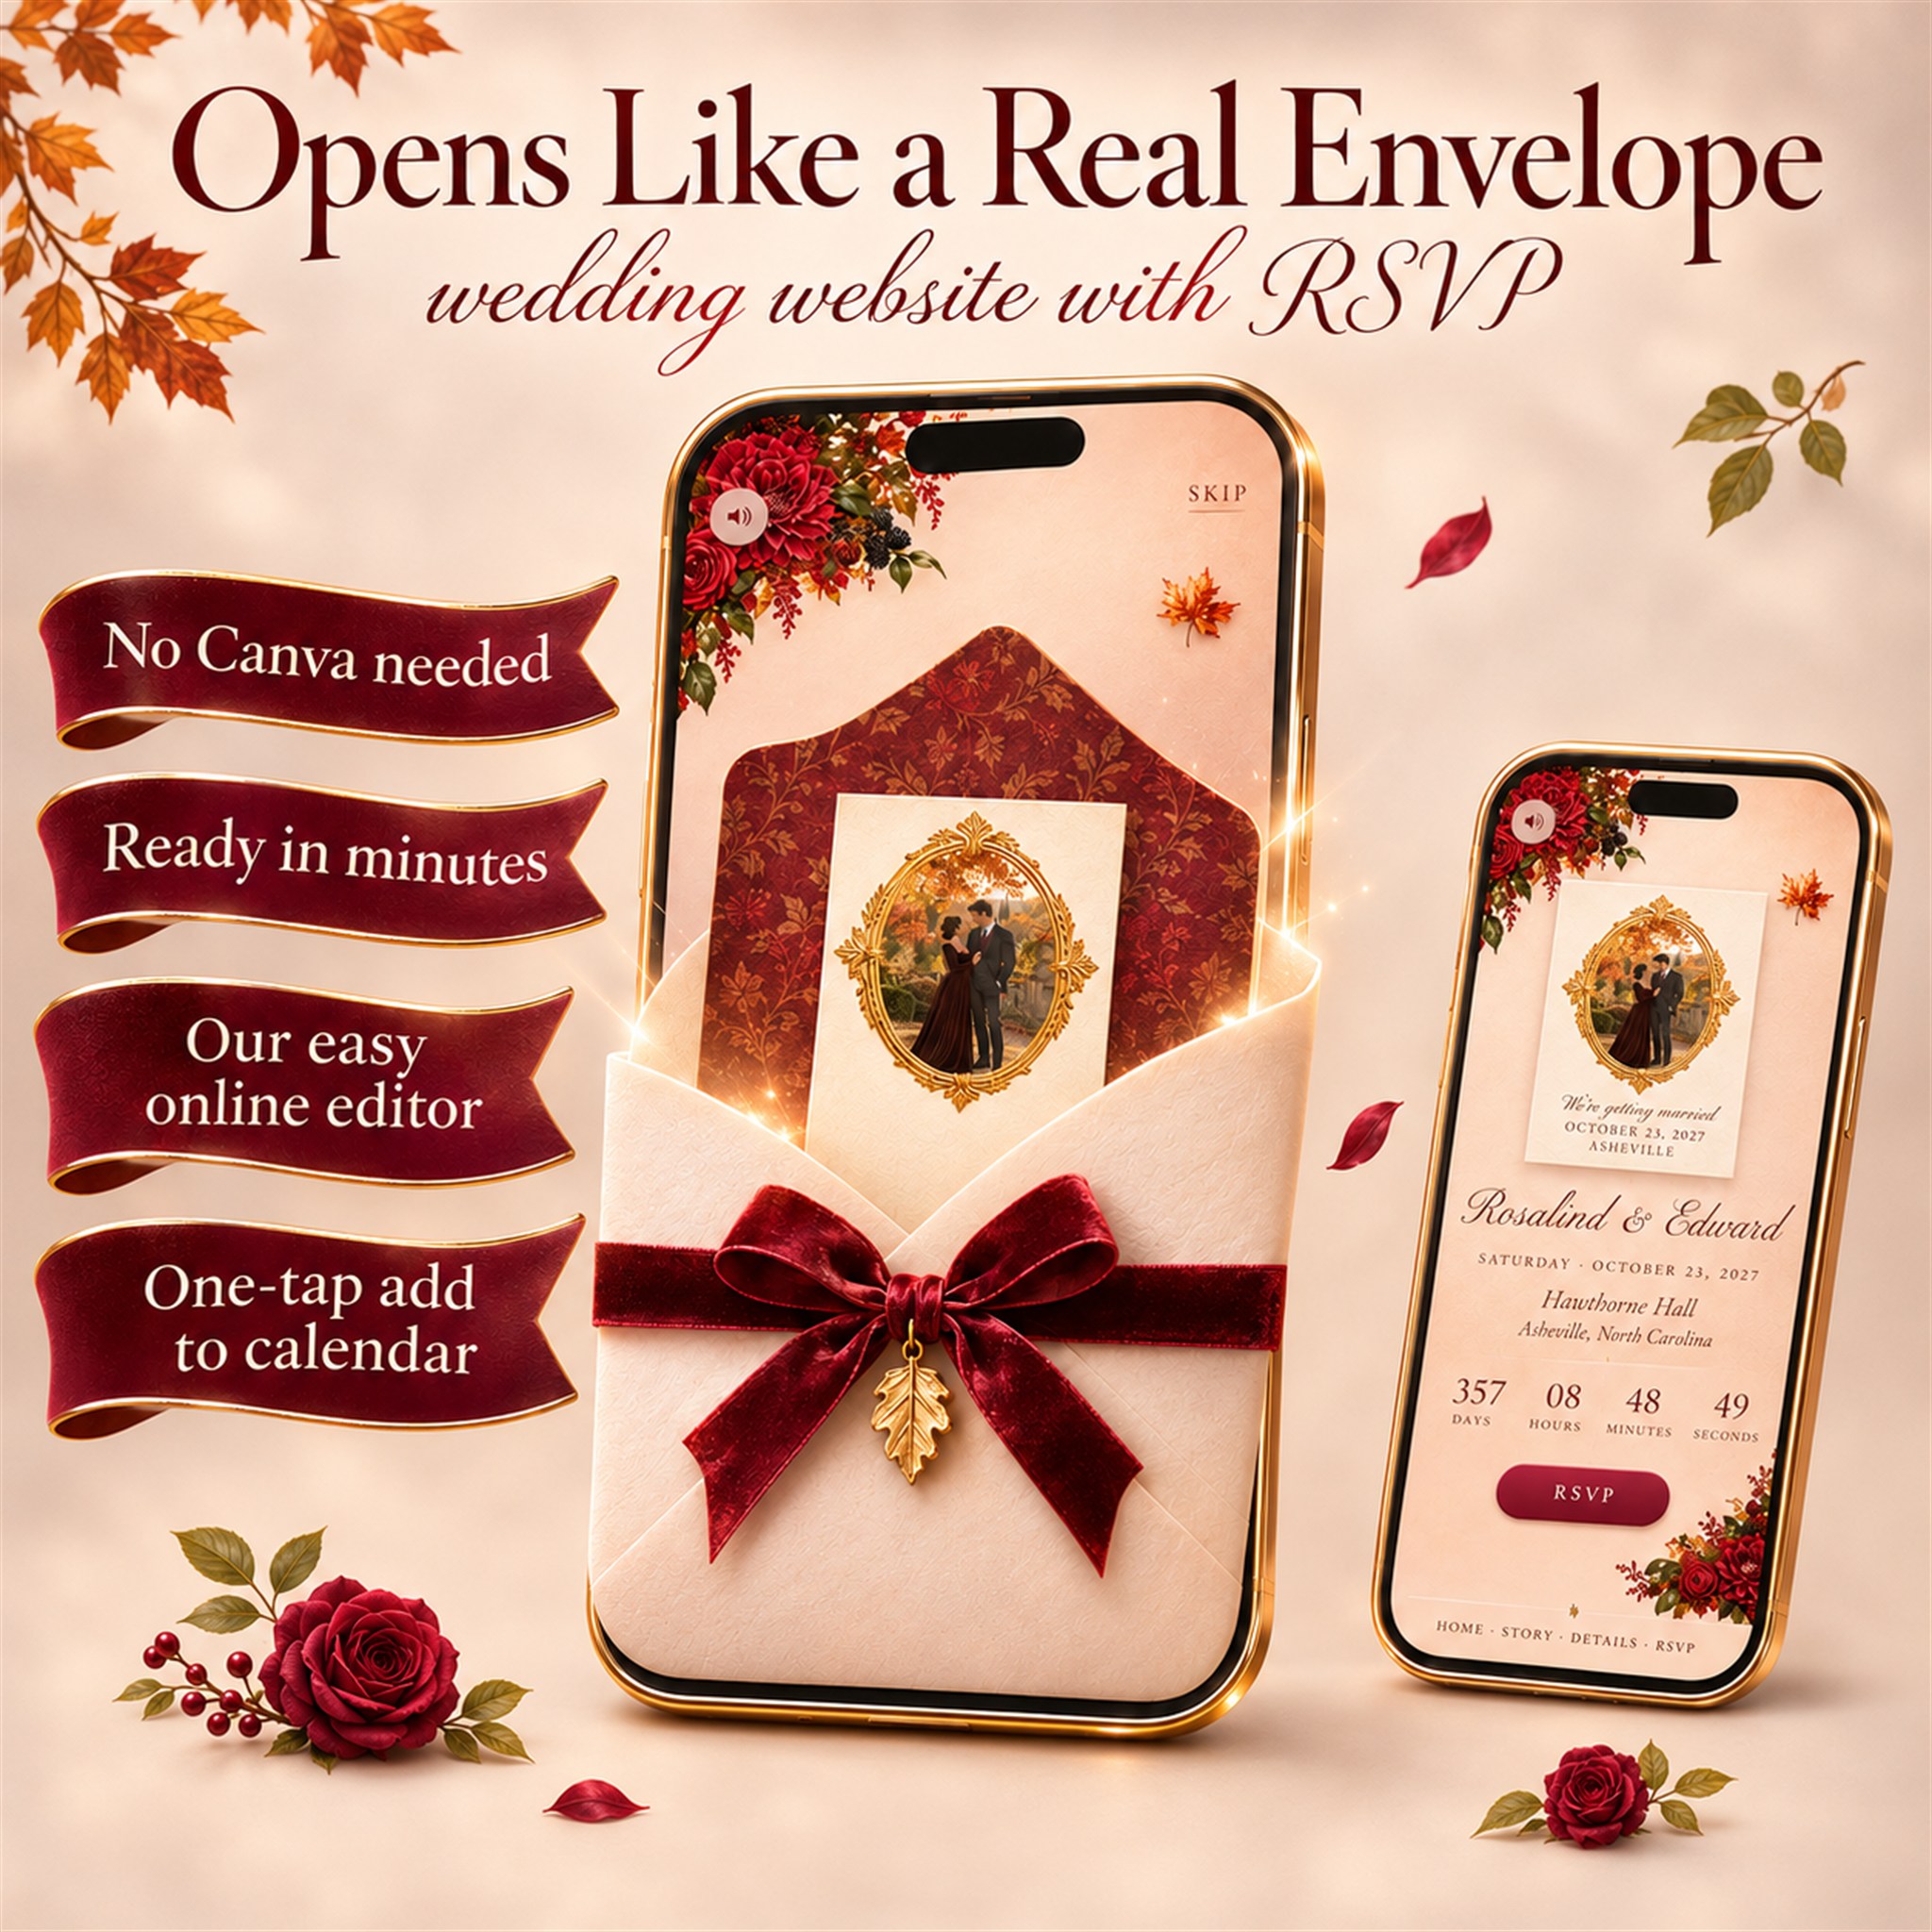 Opens Like a Real Envelope
wedding website with RSVP
No Canva needed
Ready in minutes
Our easy
online editor
One-tap add
to calendar
SKIP
We're getting married
OCTOBER 23, 2027
ASHEVILLE
Rosalind & Edward
SATURDAY · OCTOBER 23, 2027
Hawthorne Hall
Asheville, North Carolina
357 08 48 49
DAYS HOURS MINUTES SECONDS
RSVP
HOME · STORY · DETAILS · RSVP